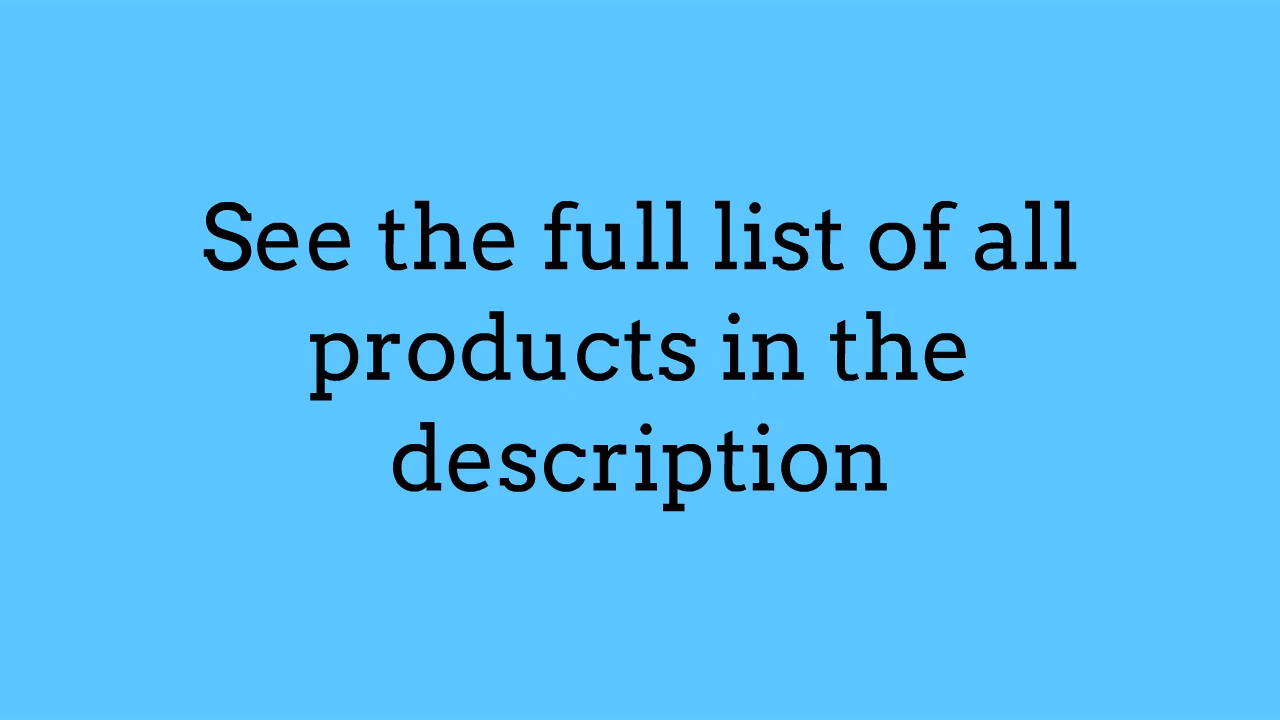 See the full list of all
products in the
description